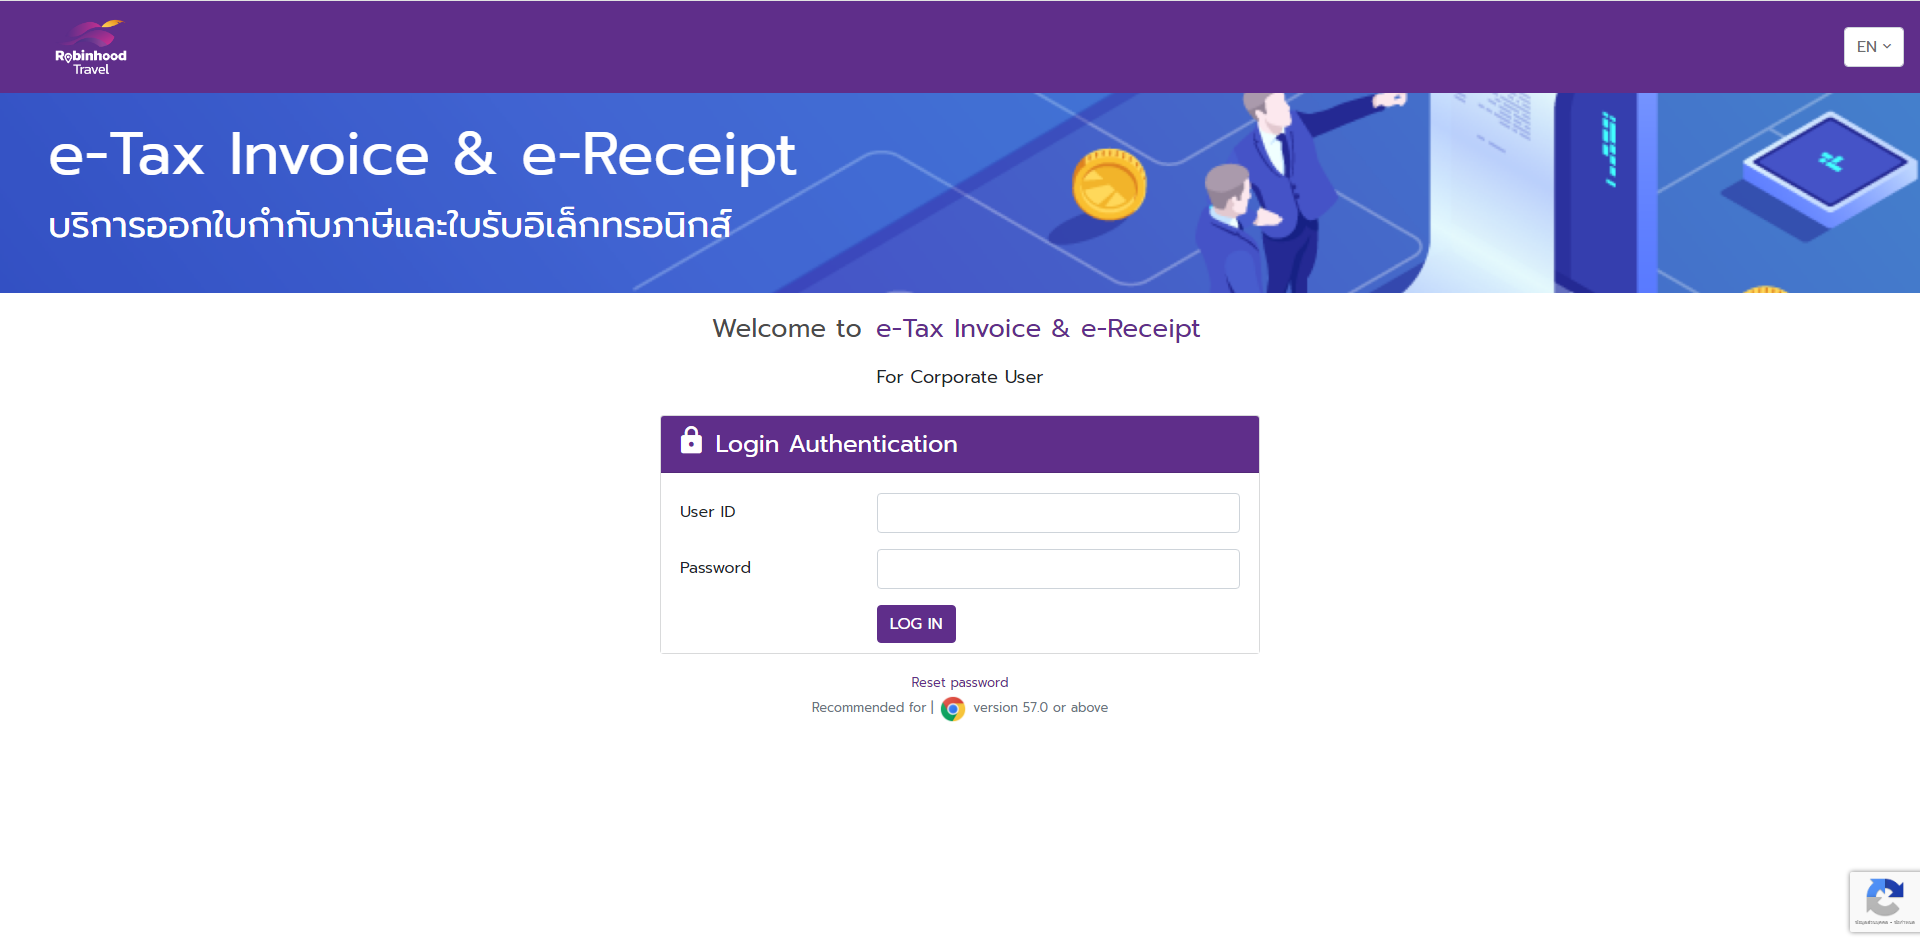 Robinhood
Travel
EN
e-Tax Invoice & e-Receipt
บริการออกใบกำกับภาษีและใบรับอิเล็กทรอนิกส์
Welcome to e-Tax Invoice & e-Receipt
For Corporate User
Login Authentication
User ID
Password
LOG IN
Reset password
Recommended for | version 57.0 or above